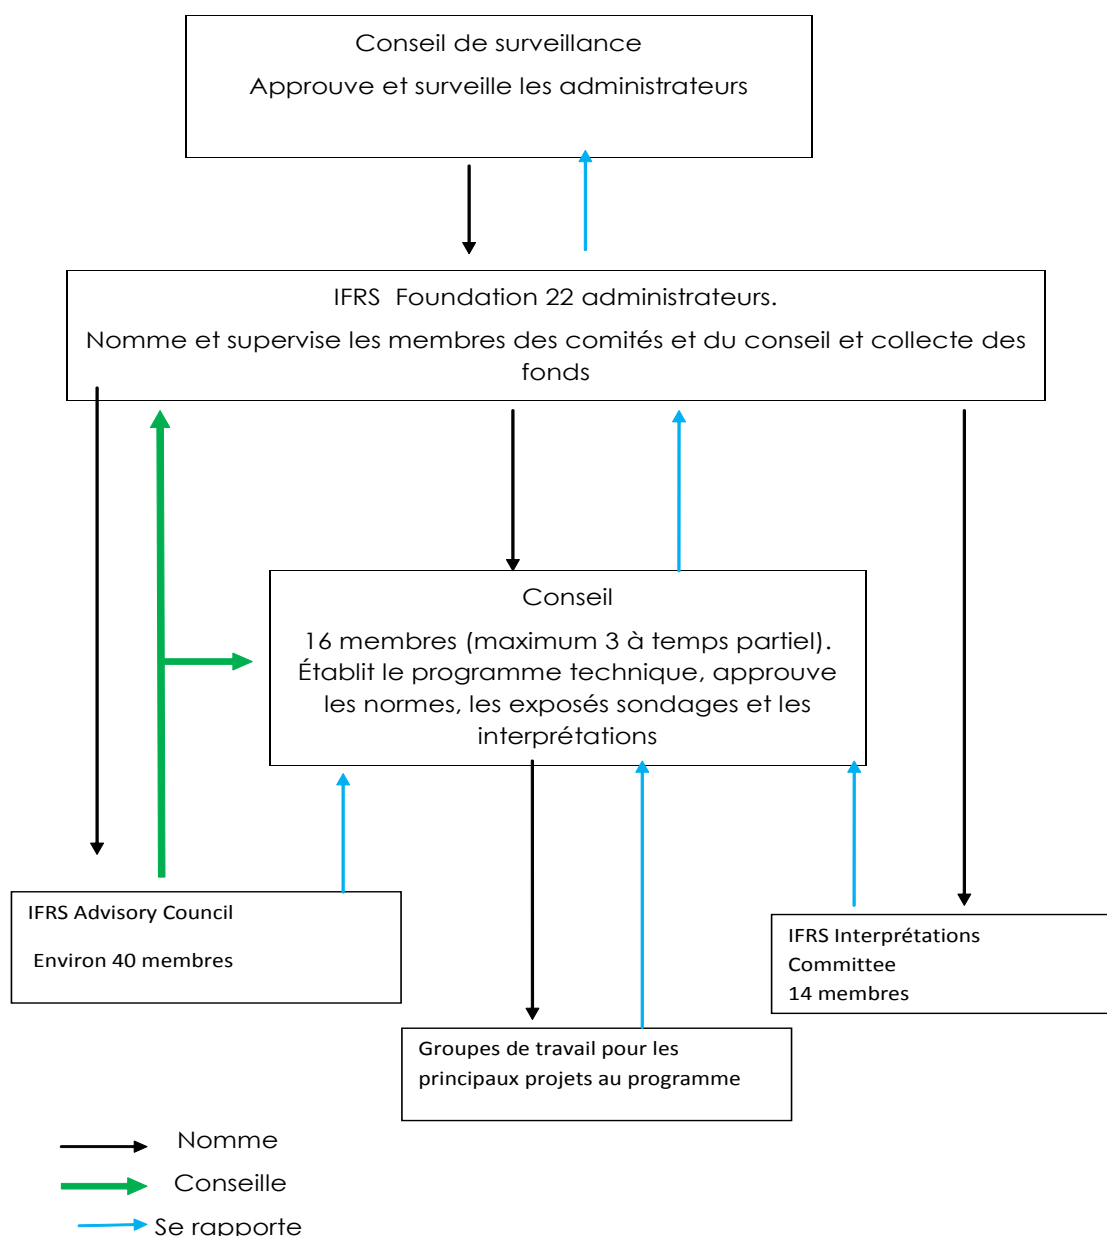 Conseil de surveillance
Approuve et surveille les administrateurs
IFRS Foundation 22 administrateurs.
Nomme et supervise les membres des comités et du conseil et collecte des
fonds
Conseil
16 membres (maximum 3 à temps partiel).
Établit le programme technique, approuve
les normes, les exposés sondages et les
interprétations
IFRS Advisory Council
Environ 40 membres
IFRS Interprétations
Committee
14 membres
Groupes de travail pour les
principaux projets au programme
Nomme
Conseille
Se rapporte